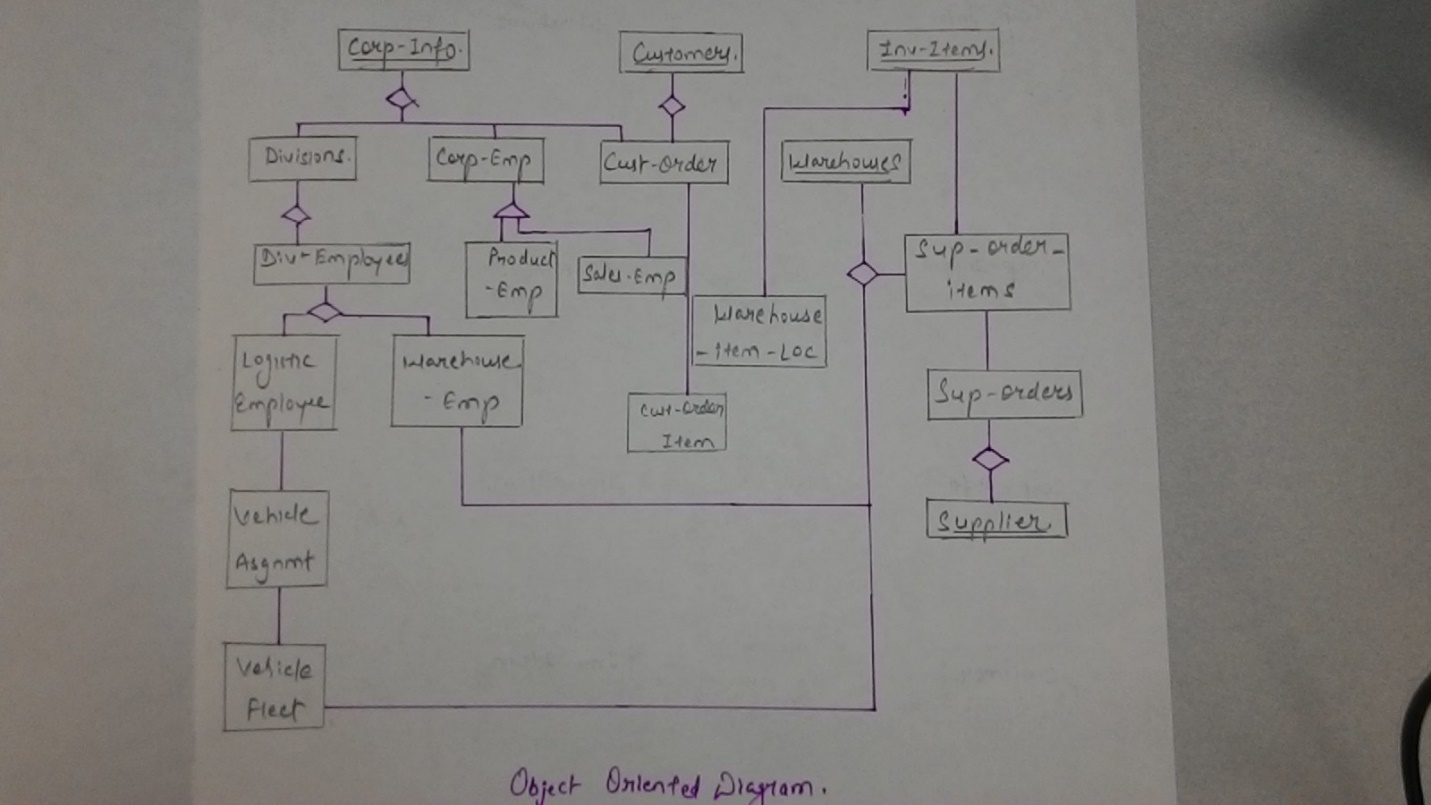 Corp-Info.
Customers.
Inv-Items.
Divisions.
Corp-Emp
Cust-Order
Warehouses
Div-Employee
Product
-Emp
Sales-Emp
Sup-order-
items
Warehouse
-item-Loc
Logistic
Employee
Warehouse
-Emp
Sup-orders
Cust-Order
Item
Vehicle
Asgnmt
Supplier
Vehicle
Fleet
Object Oriented Diagram.